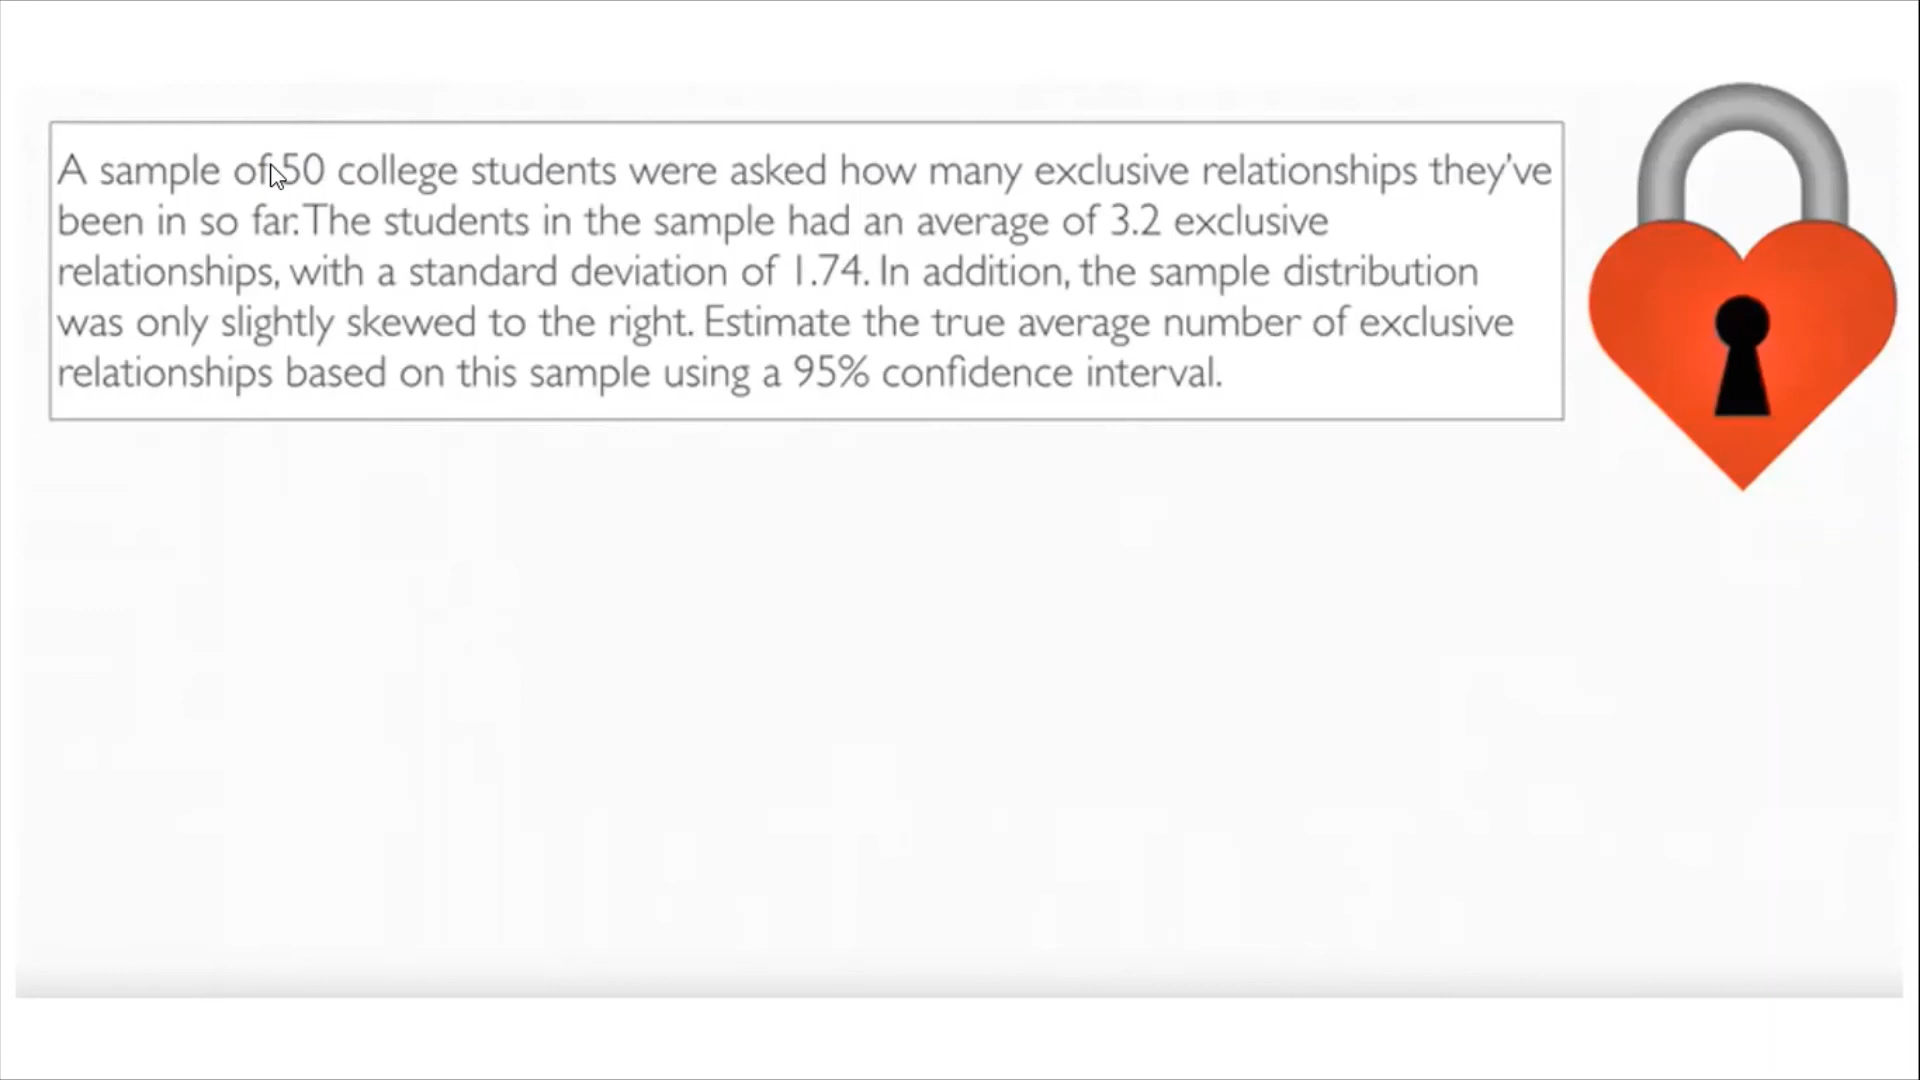 A sample of 50 college students were asked how many exclusive relationships they've
been in so far. The students in the sample had an average of 3.2 exclusive
relationships, with a standard deviation of 1.74. In addition, the sample distribution
was only slightly skewed to the right. Estimate the true average number of exclusive
relationships based on this sample using a 95% confidence interval.